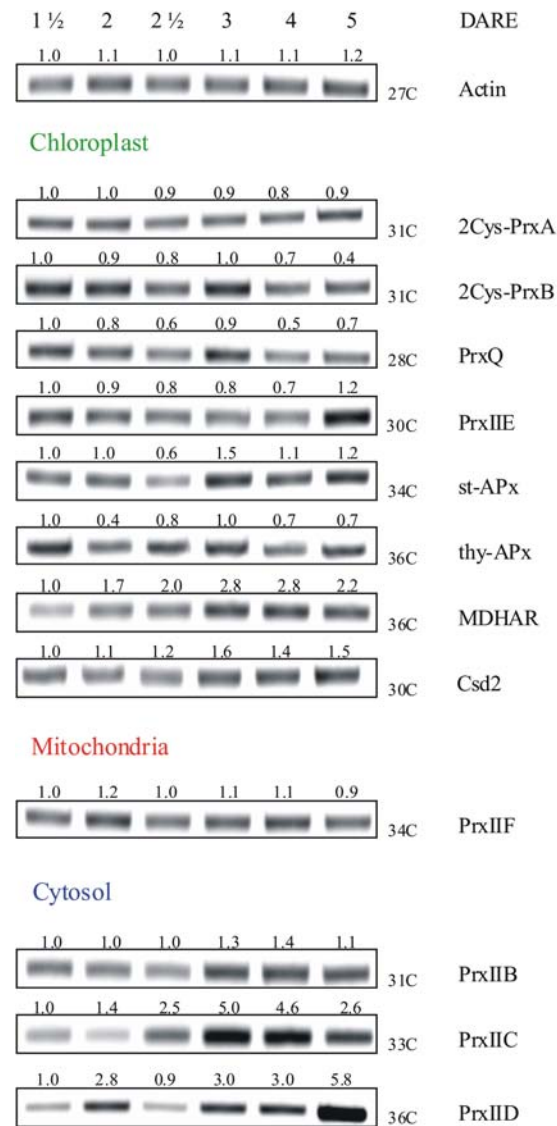 1 ½ 2 2 ½ 3 4 5 DARE
1.0 1.1 1.0 1.1 1.1 1.2
27C Actin
Chloroplast
1.0 1.0 0.9 0.9 0.8 0.9
31C 2Cys-PrxA
1.0 0.9 0.8 1.0 0.7 0.4
31C 2Cys-PrxB
1.0 0.8 0.6 0.9 0.5 0.7
28C PrxQ
1.0 0.9 0.8 0.8 0.7 1.2
30C PrxIIE
1.0 1.0 0.6 1.5 1.1 1.2
34C st-APx
1.0 0.4 0.8 1.0 0.7 0.7
36C thy-APx
1.0 1.7 2.0 2.8 2.8 2.2
36C MDHAR
1.0 1.1 1.2 1.6 1.4 1.5
30C Csd2
Mitochondria
1.0 1.2 1.0 1.1 1.1 0.9
34C PrxIIF
Cytosol
1.0 1.0 1.0 1.3 1.4 1.1
31C PrxIIB
1.0 1.4 2.5 5.0 4.6 2.6
33C PrxIIC
1.0 2.8 0.9 3.0 3.0 5.8
36C PrxIID